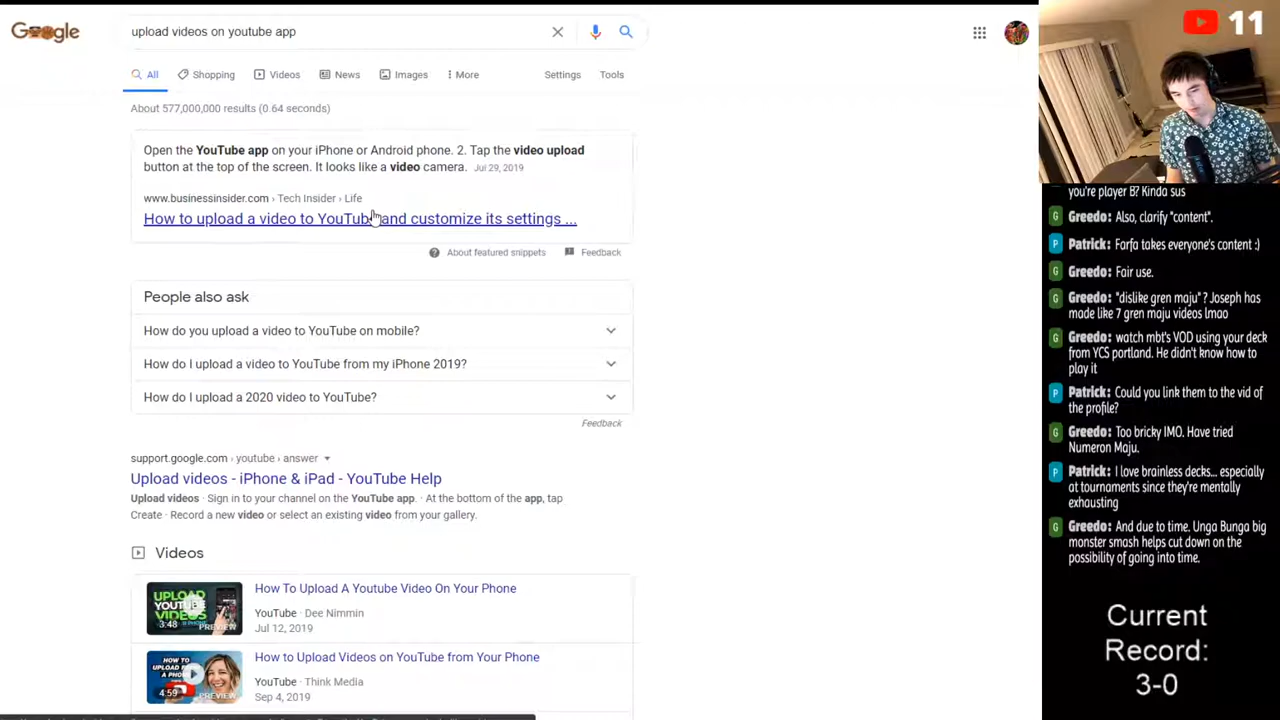 Google
upload videos on youtube app
11
All
Shopping
Videos
News
Images
More
Settings
Tools
About 577,000,000 results (0.64 seconds)
Open the YouTube app on your iPhone or Android phone. 2. Tap the video upload
button at the top of the screen. It looks like a video camera. Jul 29, 2019
www.businessinsider.com › Tech Insider › Life
How to upload a video to YouTube and customize its settings ...
About featured snippets
Feedback
People also ask
How do you upload a video to YouTube on mobile?
How do I upload a video to YouTube from my iPhone 2019?
How do I upload a 2020 video to YouTube?
Feedback
support.google.com › youtube › answer
Upload videos - iPhone & iPad - YouTube Help
Upload videos · Sign in to your channel on the YouTube app. · At the bottom of the app, tap
Create · Record a new video or select an existing video from your gallery.
Videos
UPLOAD
YOUTUBE
VIDEOS
3:48
PREVIEW
How To Upload A Youtube Video On Your Phone
YouTube · Dee Nimmin
Jul 12, 2019
HOW TO
UPLOAD
4:59
PREVIEW
How to Upload Videos on YouTube from Your Phone
YouTube · Think Media
Sep 4, 2019
you're player B? Kinda sus
G Greedo: Also, clarify "content".
P Patrick: Farfa takes everyone's content :)
G Greedo: Fair use.
G Greedo: "dislike gren maju" ? Joseph has
made like 7 gren maju videos lmao
G Greedo: watch mbt's VOD using your deck
from YCS portland. He didn't know how to
play it
P Patrick: Could you link them to the vid of
the profile?
G Greedo: Too bricky IMO. Have tried
Numeron Maju.
P Patrick: I love brainless decks... especially
at tournaments since they're mentally
exhausting
G Greedo: And due to time. Unga Bunga big
monster smash helps cut down on the
possibility of going into time.
Current
Record:
3-0